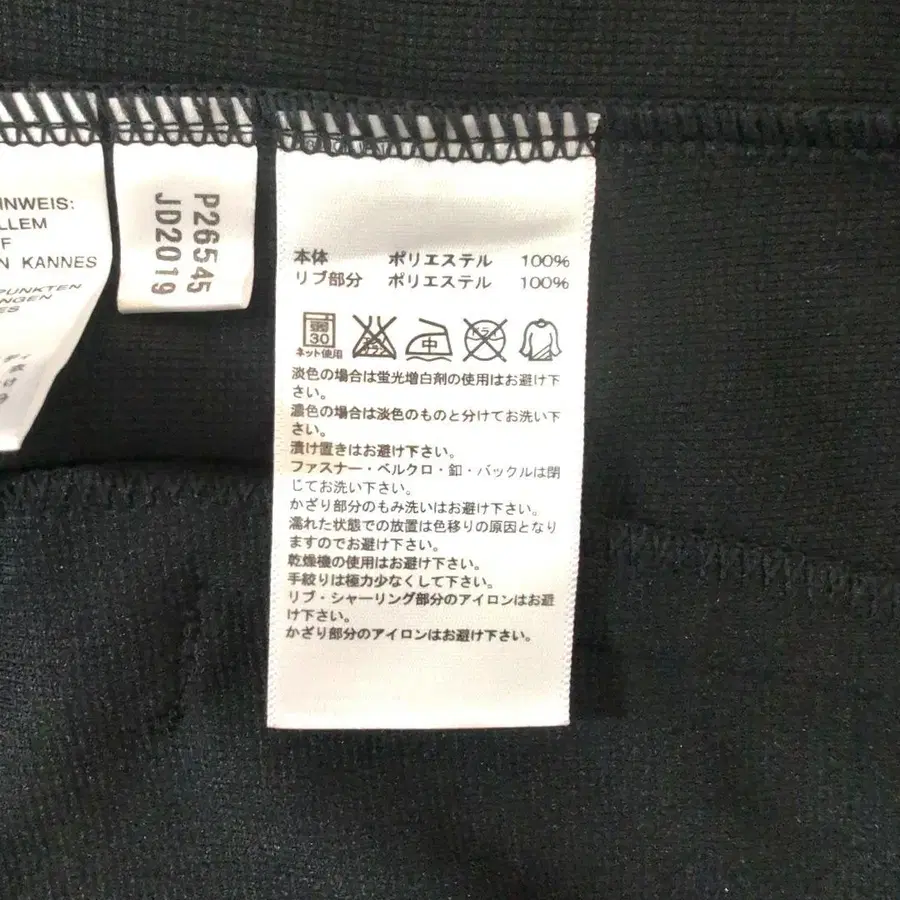 INWEIS:
LLEM
F
N KANNES
PUNKTEN
NGEN
ES
P26545
JD2019
本体 ポリエステル 100%
リブ部分 ポリエステル 100%
30
ネット使用
中
ドライ
淡色の場合は蛍光増白剤の使用はお避け下
さい。
濃色の場合は淡色のものと分けてお洗い下
さい。
漬け置きはお避け下さい。
ファスナー・ベルクロ・釦・バックルは閉
じてお洗い下さい。
かざり部分のもみ洗いはお避け下さい。
濡れた状態での放置は色移りの原因となり
ますのでお避け下さい。
乾燥機の使用はお避け下さい。
手絞りは極力少なくして下さい。
リブ・シャーリング部分のアイロンはお避
け下さい。
かざり部分のアイロンはお避け下さい。